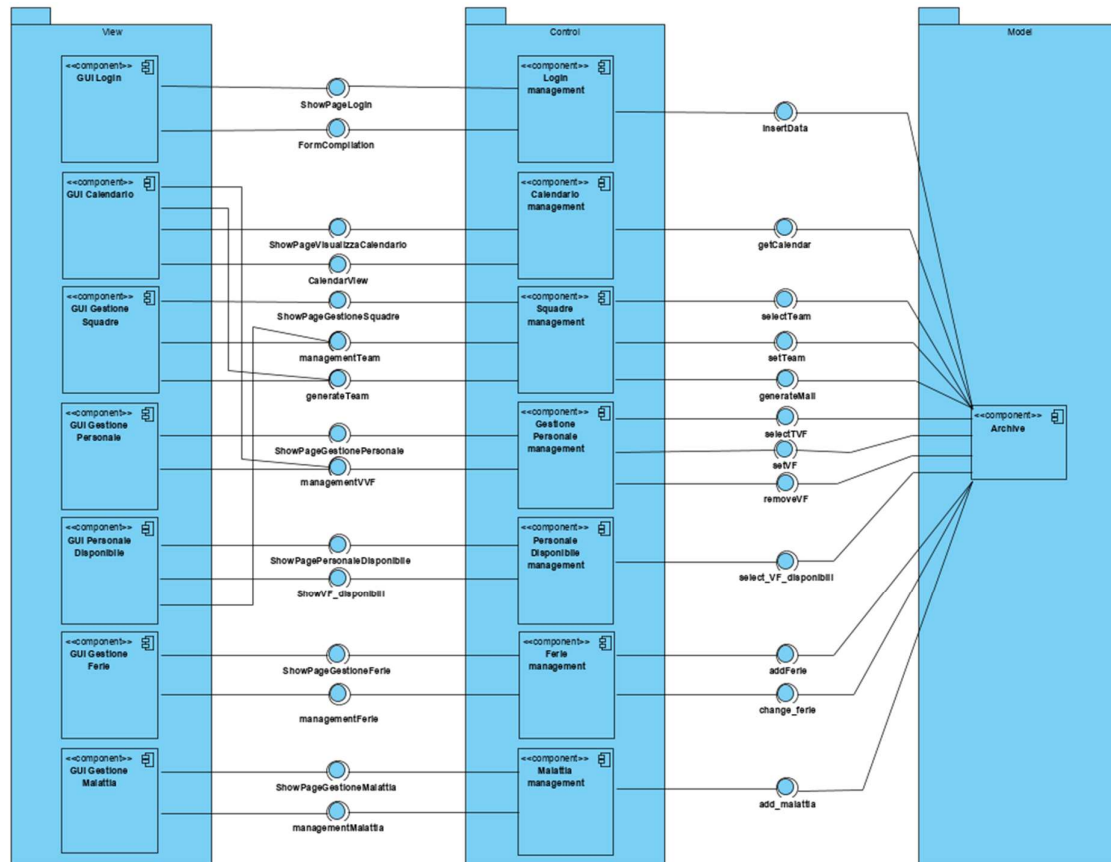 View
Control
Model
<<component>>
GUI Login
ShowPageLogin
FormCompilation
<<component>>
Login
management
InsertData
<<component>>
GUI Calendario
ShowPageVisualizzaCalendario
CalendarView
<<component>>
Calendario
management
getCalendar
<<component>>
GUI Gestione
Squadre
ShowPageGestioneSquadre
managementTeam
generateTeam
<<component>>
Squadre
management
selectTeam
setTeam
generateMail
<<component>>
Archive
<<component>>
GUI Gestione
Personale
ShowPageGestionePersonale
managementVVF
<<component>>
Gestione
Personale
management
selectTVF
setVF
removeVF
<<component>>
GUI Personale
Disponibile
ShowPagePersonaleDisponibile
ShowVF_disponibili
<<component>>
Personale
Disponibile
management
select_VF_disponibili
<<component>>
GUI Gestione
Ferie
ShowPageGestioneFerie
managementFerie
<<component>>
Ferie
management
addFerie
change_ferie
<<component>>
GUI Gestione
Malattia
ShowPageGestioneMalattia
managementMalattia
<<component>>
Malattia
management
add_malattia